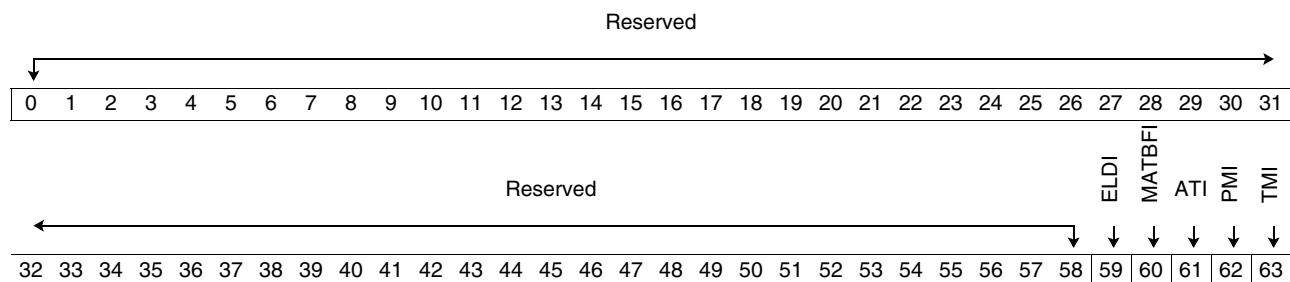 Reserved
0 1 2 3 4 5 6 7 8 9 10 11 12 13 14 15 16 17 18 19 20 21 22 23 24 25 26 27 28 29 30 31
Reserved ELDI MATBFI ATI PMI TMI
32 33 34 35 36 37 38 39 40 41 42 43 44 45 46 47 48 49 50 51 52 53 54 55 56 57 58 59 60 61 62 63